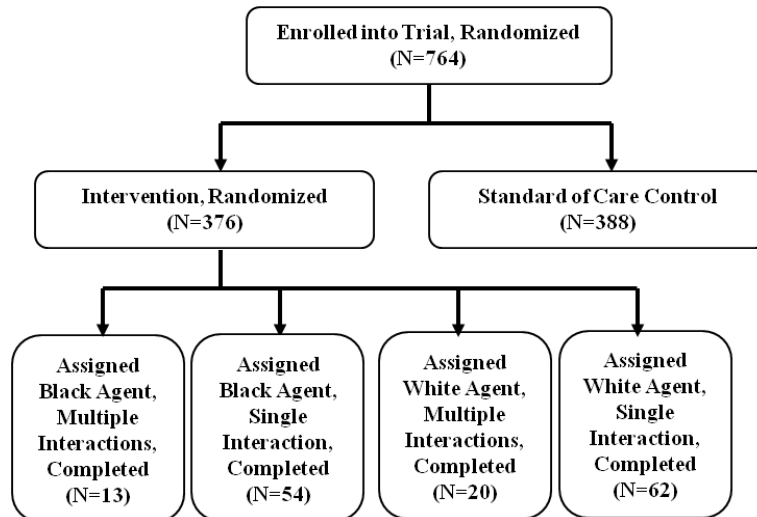 Enrolled into Trial, Randomized
(N=764)
Intervention, Randomized
(N=376)
Standard of Care Control
(N=388)
Assigned
Black Agent,
Multiple
Interactions,
Completed
(N=13)
Assigned
Black Agent,
Single
Interaction,
Completed
(N=54)
Assigned
White Agent,
Multiple
Interactions,
Completed
(N=20)
Assigned
White Agent,
Single
Interaction,
Completed
(N=62)